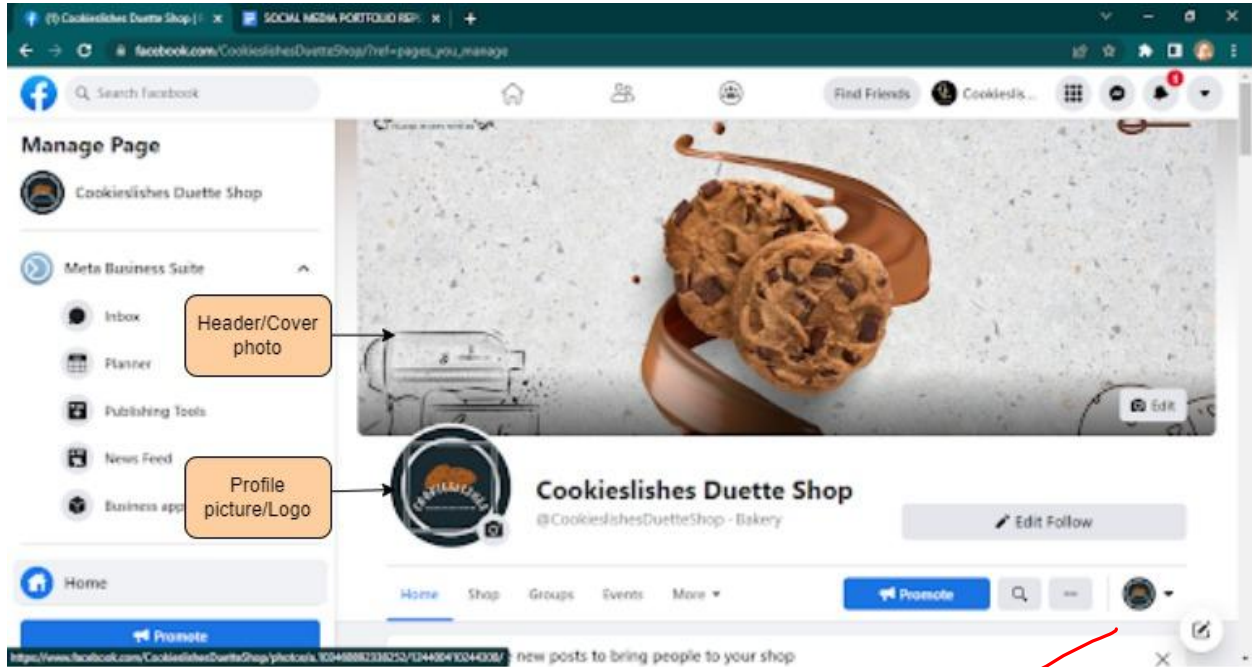 (1) Cookieslishes Duette Shop |
SOCIAL MEDIA PORTFOLIO REP
facebook.com/CookieslishesDuetteShop/?ref=pages_you_manage
Search Facebook
Find Friends
Cookieslis...
1
Manage Page
Cookieslishes Duette Shop
Meta Business Suite
Inbox
Planner
Publishing Tools
News Feed
Business app
Home
Promote
Header/Cover
photo
Profile
picture/Logo
Edit
COOKIESLISHES
Cookieslishes Duette Shop
@CookieslishesDuetteShop · Bakery
Edit Follow
Home Shop Groups Events More
Promote
new posts to bring people to your shop